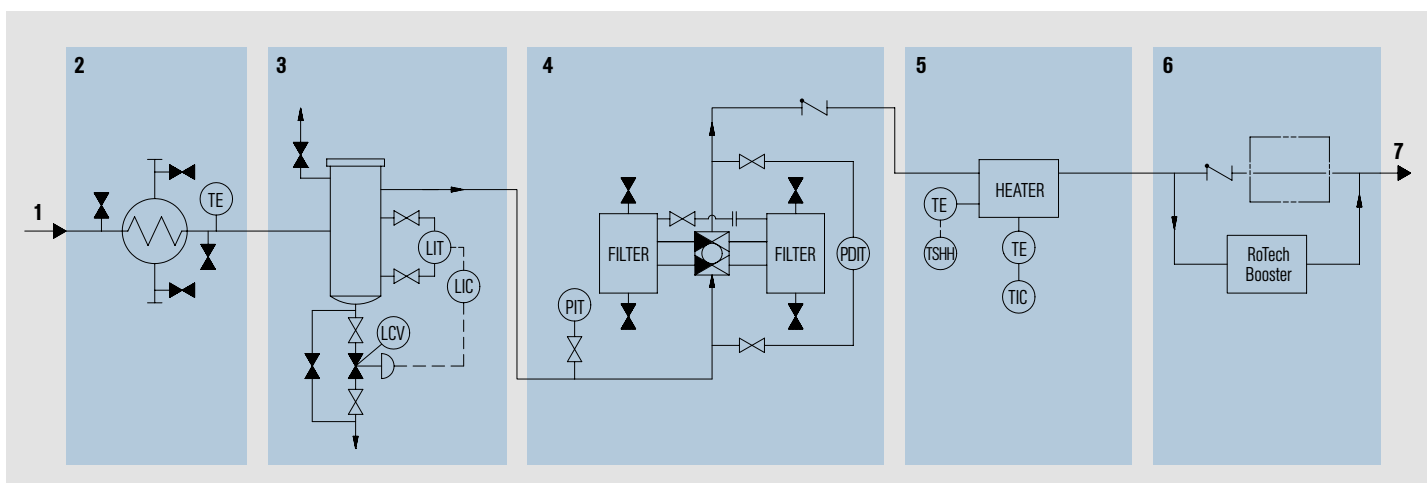 2
3
4
5
6
1
7
TE
LIT
LIC
LCV
PIT
FILTER
FILTER
PDIT
HEATER
TE
TSHH
TE
TIC
RoTech
Booster